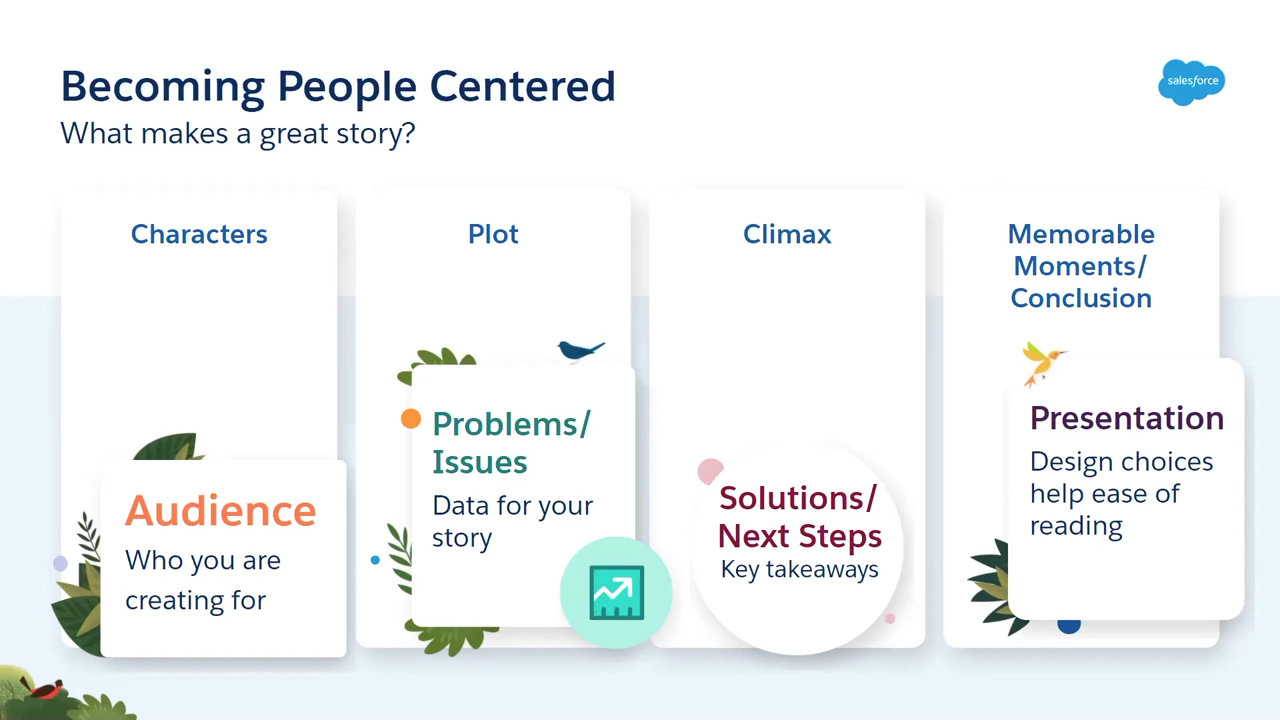 Becoming People Centered
What makes a great story?
salesforce
Characters
Audience
Who you are
creating for
Plot
Problems/
Issues
Data for your
story
Climax
Solutions/
Next Steps
Key takeaways
Memorable
Moments/
Conclusion
Presentation
Design choices
help ease of
reading